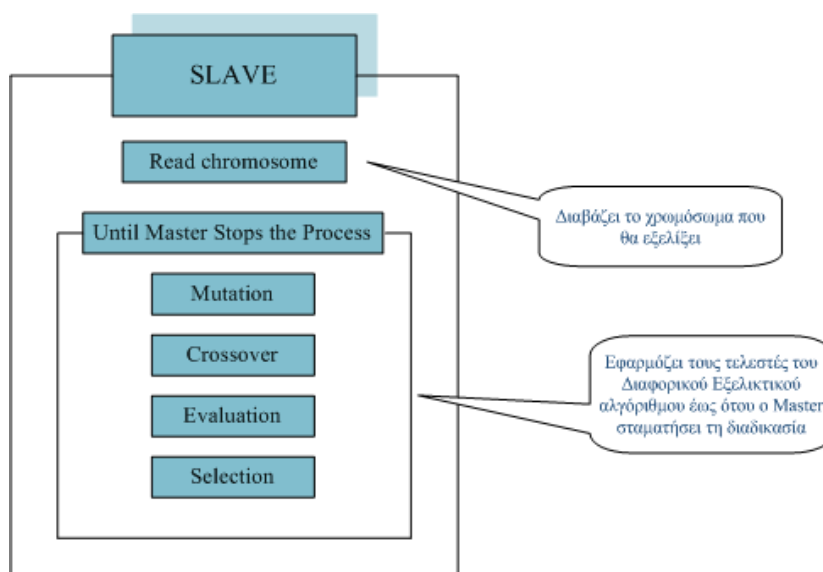 SLAVE
Read chromosome
Διαβάζει το χρωμόσωμα που
θα εξελίξει
Until Master Stops the Process
Mutation
Crossover
Evaluation
Selection
Εφαρμόζει τους τελεστές του
Διαφορικού Εξελικτικού
αλγόριθμου έως ότου ο Master
σταματήσει τη διαδικασία